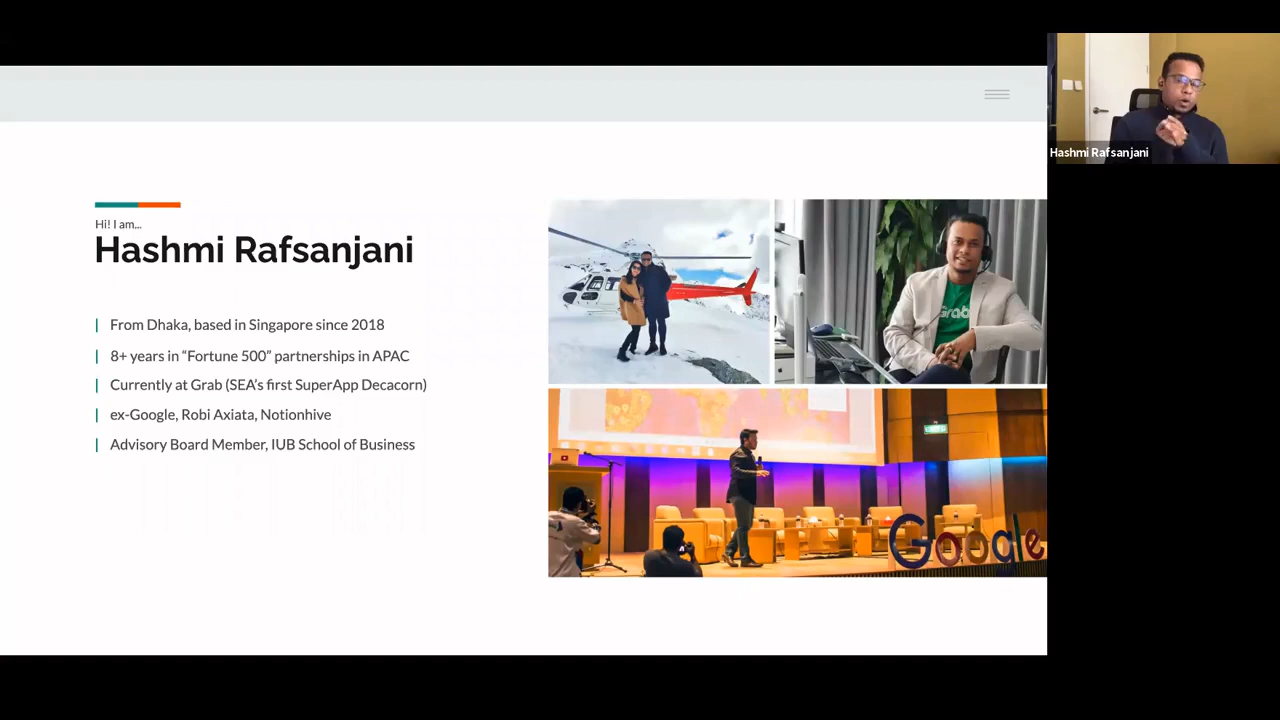 Hi! I am...
Hashmi Rafsanjani
From Dhaka, based in Singapore since 2018
8+ years in “Fortune 500” partnerships in APAC
Currently at Grab (SEA’s first SuperApp Decacorn)
ex-Google, Robi Axiata, Notionhive
Advisory Board Member, IUB School of Business
Grab
Google
Hashmi Rafsanjani